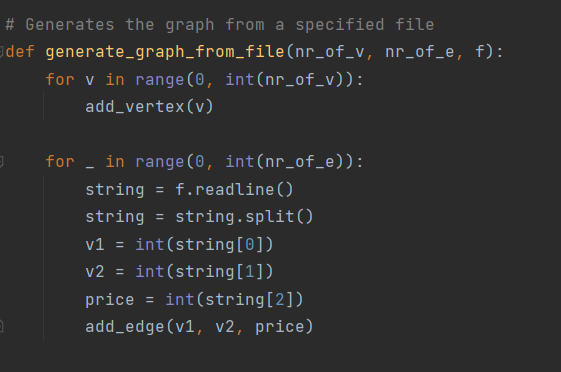 # Generates the graph from a specified file
def generate_graph_from_file(nr_of_v, nr_of_e, f):
    for v in range(0, int(nr_of_v)):
        add_vertex(v)

    for _ in range(0, int(nr_of_e)):
        string = f.readline()
        string = string.split()
        v1 = int(string[0])
        v2 = int(string[1])
        price = int(string[2])
        add_edge(v1, v2, price)